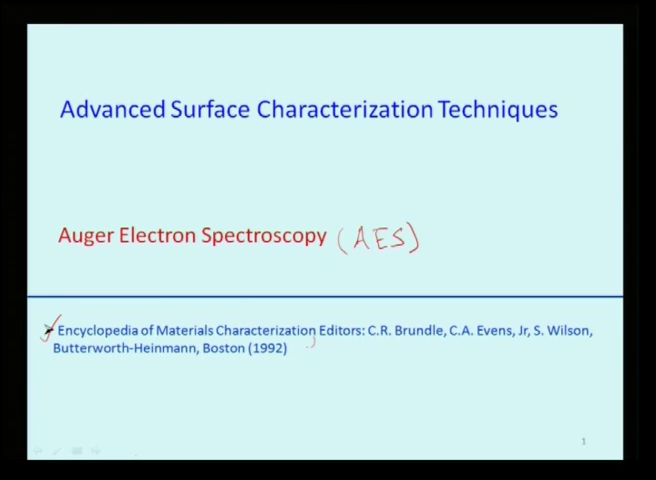 Advanced Surface Characterization Techniques
Auger Electron Spectroscopy (AES)
Encyclopedia of Materials Characterization Editors: C.R. Brundle, C.A. Evens, Jr, S. Wilson,
Butterworth-Heinmann, Boston (1992)
1